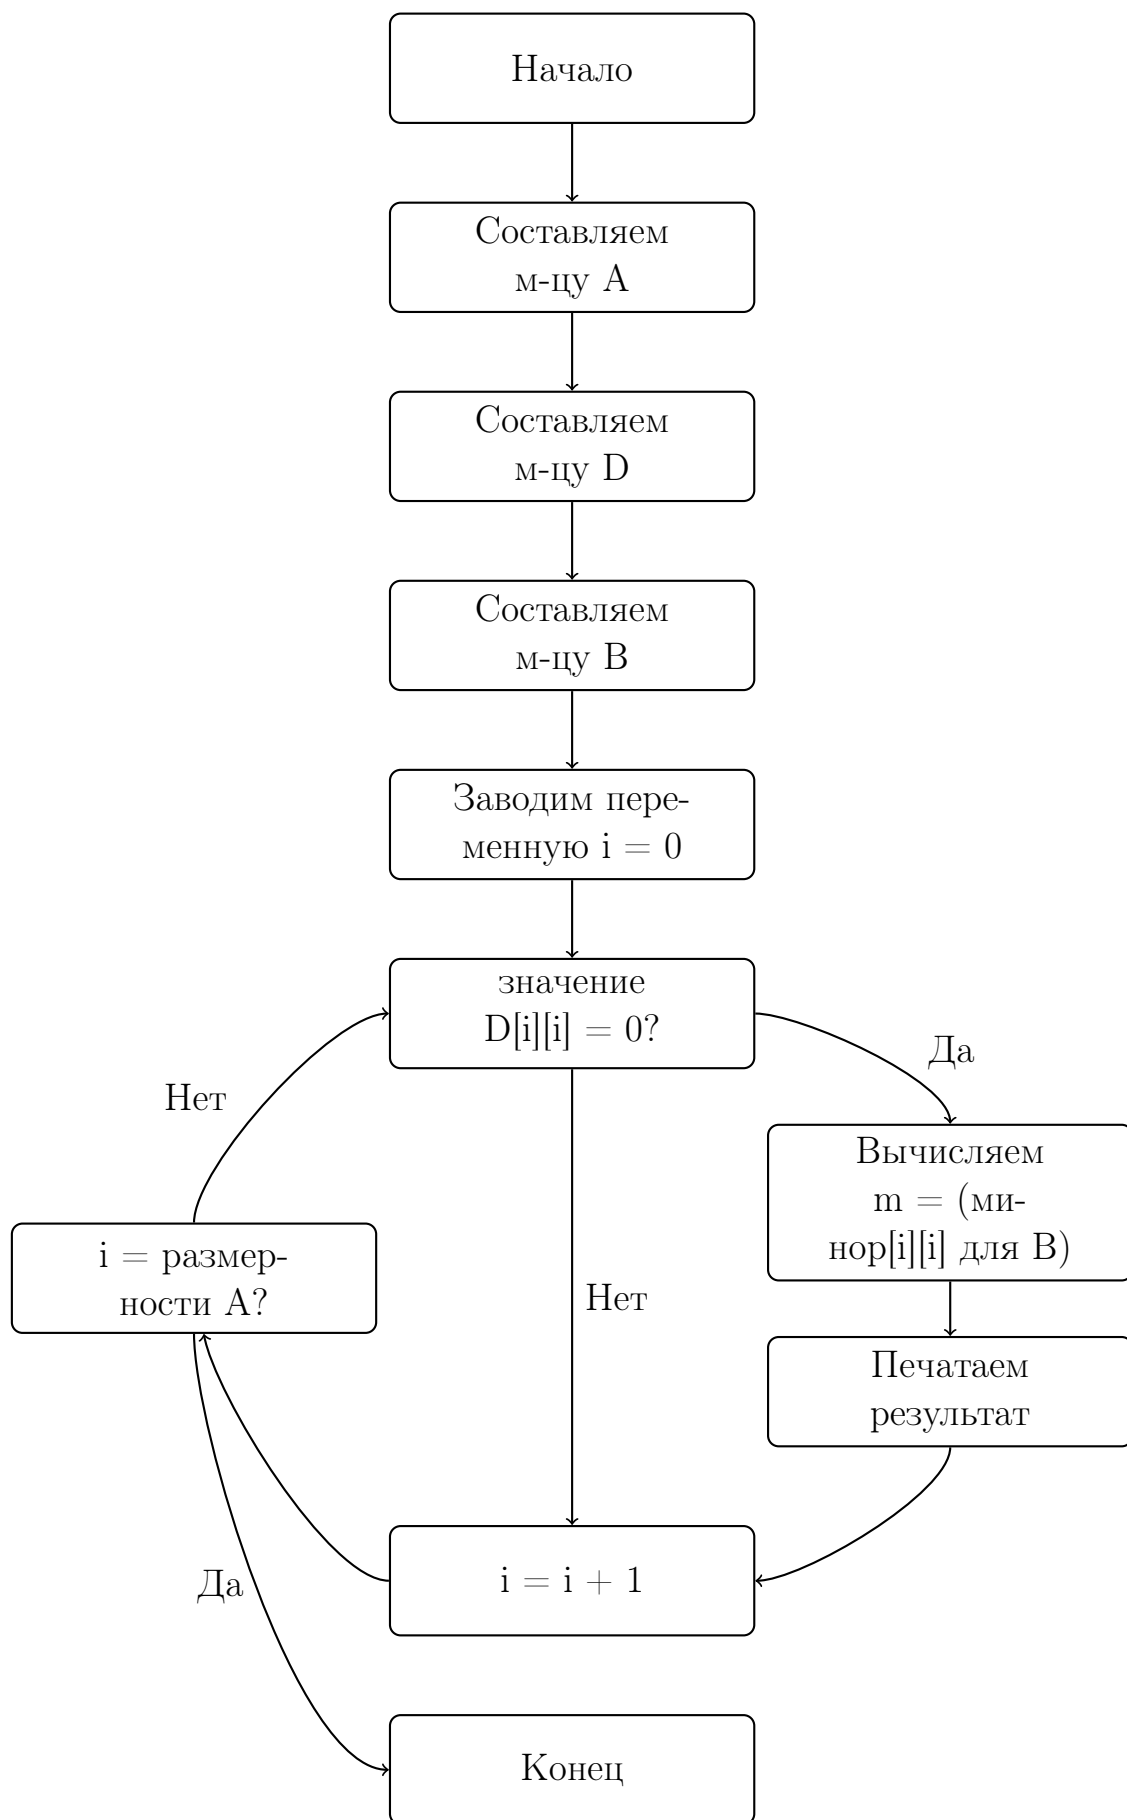 Начало
Составляем
м-цу A
Составляем
м-цу D
Составляем
м-цу B
Заводим пере-
менную i = 0
значение
D[i][i] = 0?
Да
Нет
Вычисляем
m = (ми-
нор[i][i] для B)
i = размер-
ности A?
Нет
Печатаем
результат
i = i + 1
Да
Конец